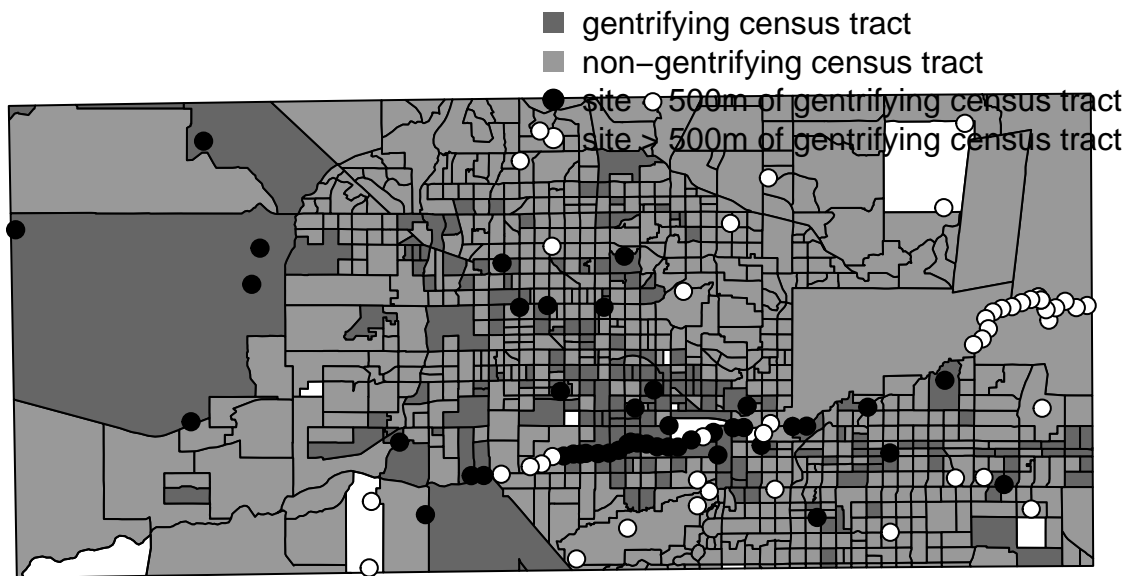 gentrifying census tract
non−gentrifying census tract
site 500m of gentrifying census tract
site > 500m of gentrifying census tract